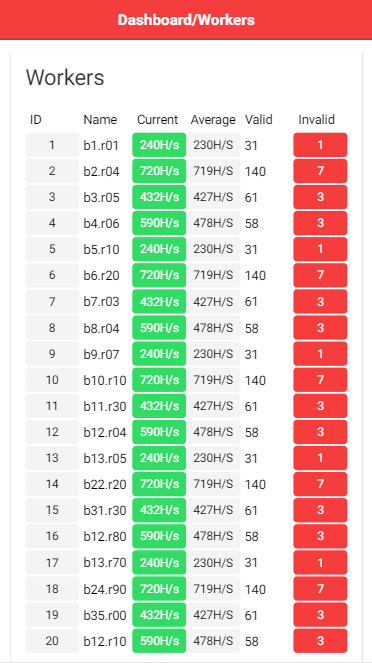 Dashboard/Workers
Workers
ID Name Current Average Valid Invalid
1 b1.r01 240H/s 230H/S 31 1
2 b2.r04 720H/s 719H/S 140 7
3 b3.r05 432H/s 427H/S 61 3
4 b4.r06 590H/s 478H/S 58 3
5 b5.r10 240H/s 230H/S 31 1
6 b6.r20 720H/s 719H/S 140 7
7 b7.r03 432H/s 427H/S 61 3
8 b8.r04 590H/s 478H/S 58 3
9 b9.r07 240H/s 230H/S 31 1
10 b10.r10 720H/s 719H/S 140 7
11 b11.r30 432H/s 427H/S 61 3
12 b12.r04 590H/s 478H/S 58 3
13 b13.r05 240H/s 230H/S 31 1
14 b22.r20 720H/s 719H/S 140 7
15 b31.r30 432H/s 427H/S 61 3
16 b12.r80 590H/s 478H/S 58 3
17 b13.r70 240H/s 230H/S 31 1
18 b24.r90 720H/s 719H/S 140 7
19 b35.r00 432H/s 427H/S 61 3
20 b12.r10 590H/s 478H/S 58 3